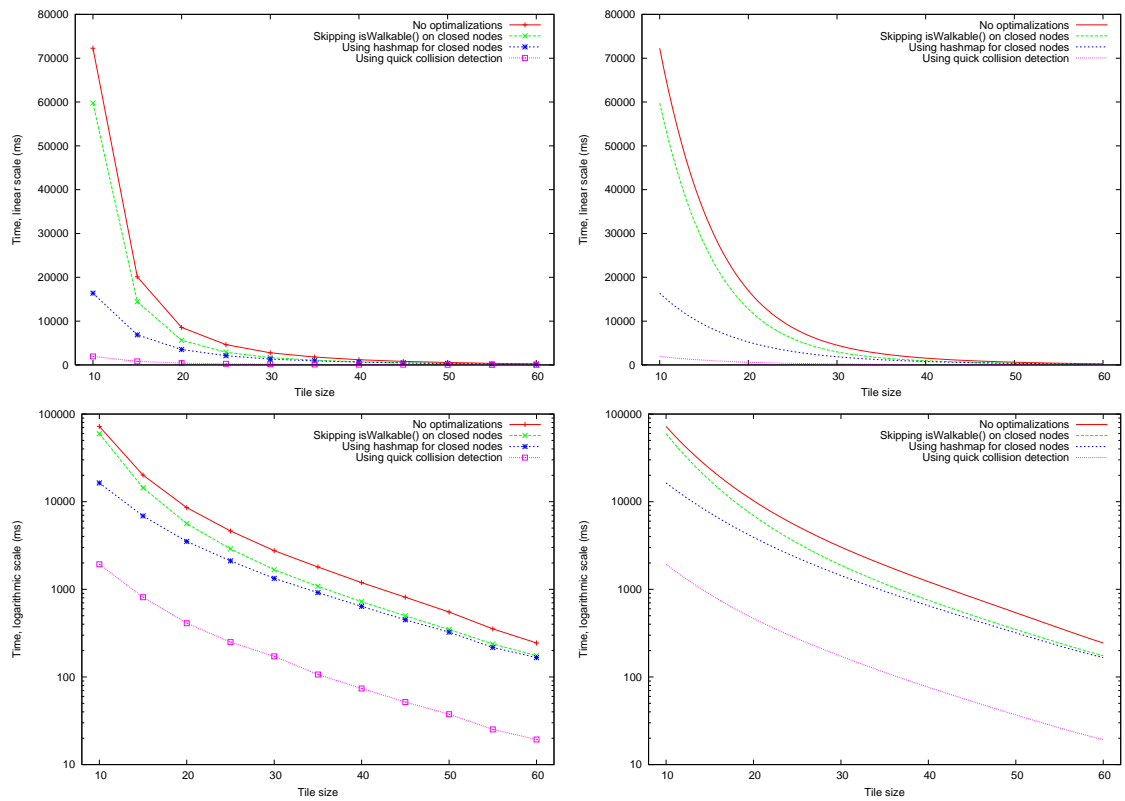 No optimalizations
Skipping isWalkable() on closed nodes
Using hashmap for closed nodes
Using quick collision detection
80000
70000
60000
50000
40000
30000
20000
10000
0
10 20 30 40 50 60
Time, linear scale (ms)
Tile size
No optimalizations
Skipping isWalkable() on closed nodes
Using hashmap for closed nodes
Using quick collision detection
80000
70000
60000
50000
40000
30000
20000
10000
0
10 20 30 40 50 60
Time, linear scale (ms)
Tile size
No optimalizations
Skipping isWalkable() on closed nodes
Using hashmap for closed nodes
Using quick collision detection
100000
10000
1000
100
10
10 20 30 40 50 60
Time, logarithmic scale (ms)
Tile size
No optimalizations
Skipping isWalkable() on closed nodes
Using hashmap for closed nodes
Using quick collision detection
100000
10000
1000
100
10
10 20 30 40 50 60
Time, logarithmic scale (ms)
Tile size